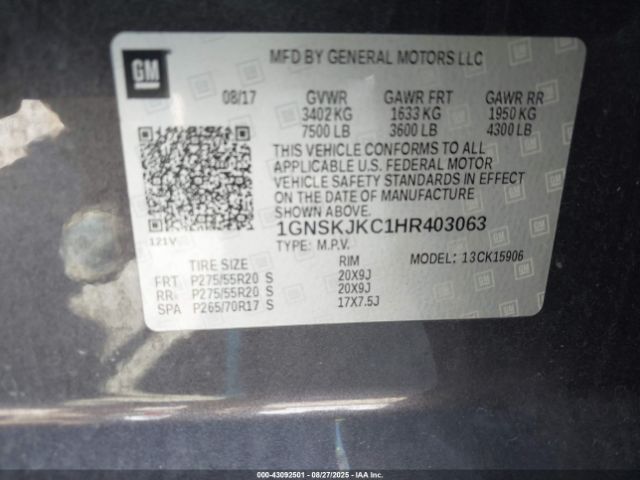 GM
MFD BY GENERAL MOTORS LLC
08/17 GVWR GAWR FRT GAWR RR
3402 KG 1633 KG 1950 KG
7500 LB 3600 LB 4300 LB
THIS VEHICLE CONFORMS TO ALL
APPLICABLE U.S. FEDERAL MOTOR
VEHICLE SAFETY STANDARDS IN
EFFECT ON THE DATE OF MANUFACTURE
SHOWN ABOVE.
121V 1GNSKJKC1HR403063
TYPE: M.P.V. MODEL: 13CK15906
TIRE SIZE RIM
FRT P275/55R20 S 20X9J
RR P275/55R20 S 20X9J
SPA P265/70R17 S 17X7.5J
© COPART OR IAA - 43092501 - 08/27/2025 - IAA, INC.